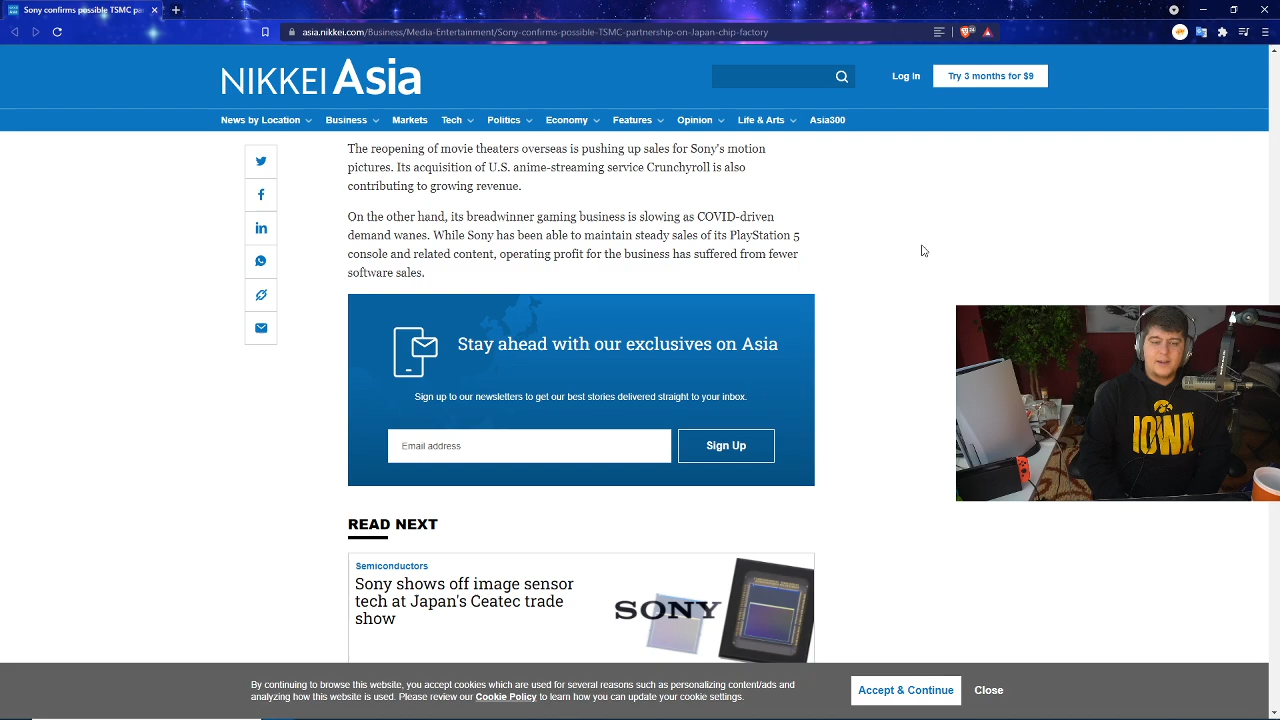 Sony confirms possible TSMC pa
asia.nikkei.com/Business/Media-Entertainment/Sony-confirms-possible-TSMC-partnership-on-Japan-chip-factory
NIKKEI Asia
Log In
Try 3 months for $9
News by Location
Business
Markets
Tech
Politics
Economy
Features
Opinion
Life & Arts
Asia300
The reopening of movie theaters overseas is pushing up sales for Sony's motion
pictures. Its acquisition of U.S. anime-streaming service Crunchyroll is also
contributing to growing revenue.
On the other hand, its breadwinner gaming business is slowing as COVID-driven
demand wanes. While Sony has been able to maintain steady sales of its PlayStation 5
console and related content, operating profit for the business has suffered from fewer
software sales.
Stay ahead with our exclusives on Asia
Sign up to our newsletters to get our best stories delivered straight to your inbox.
Email address
Sign Up
IOWA
READ NEXT
Semiconductors
Sony shows off image sensor
tech at Japan's Ceatec trade
show
SONY
By continuing to browse this website, you accept cookies which are used for several reasons such as personalizing content/ads and
analyzing how this website is used. Please review our Cookie Policy to learn how you can update your cookie settings.
Accept & Continue
Close